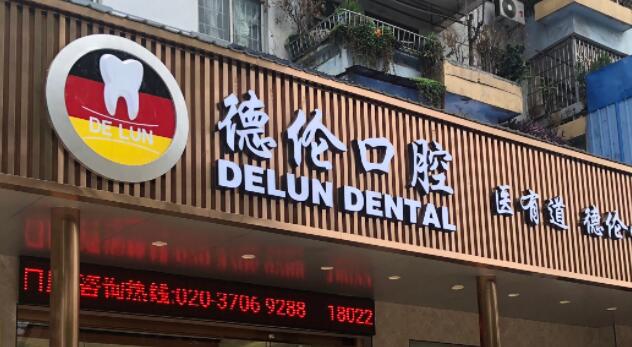 DE LUN
德伦口腔
DELUN DENTAL
医有道 德伦
咨询热线:020-3706 9288 18022